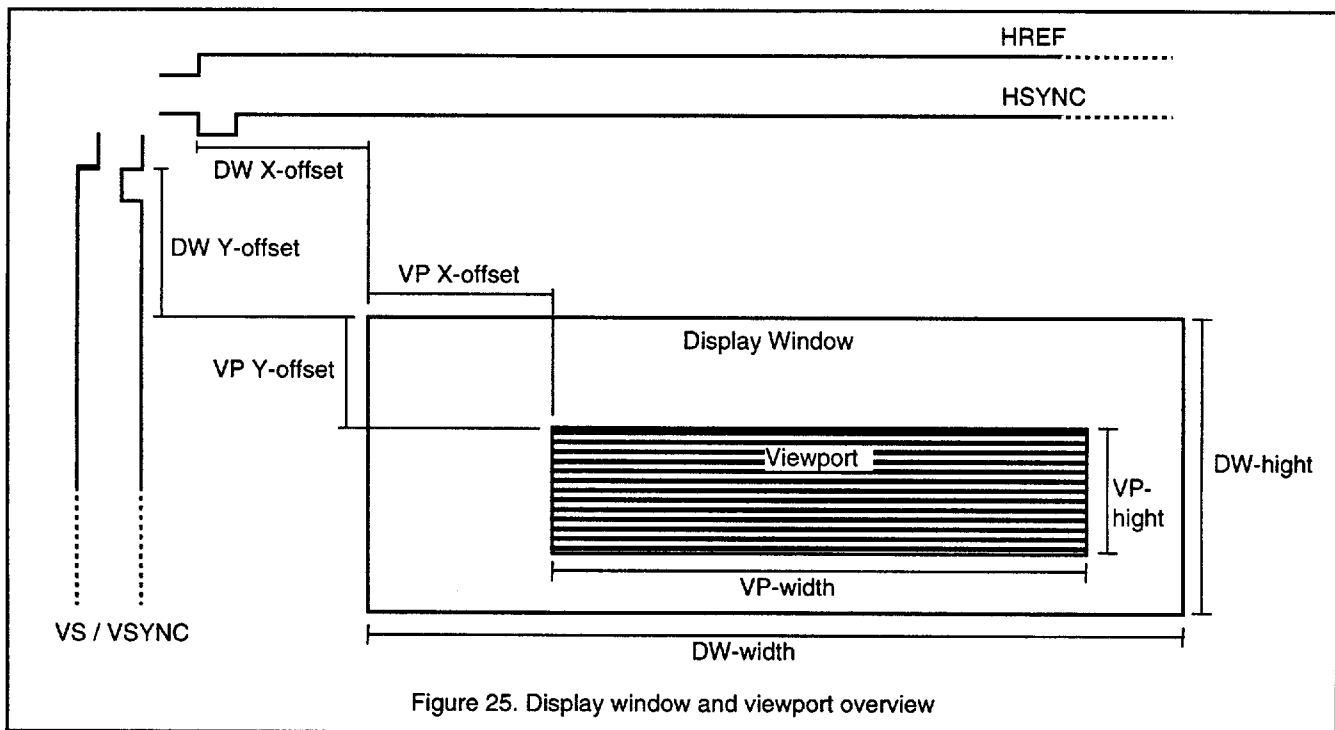 HREF
HSYNC
DW X-offset
DW Y-offset
VP X-offset
Display Window
VP Y-offset
Viewport
DW-hight
VP-
hight
VP-width
VS / VSYNC
DW-width
Figure 25. Display window and viewport overview